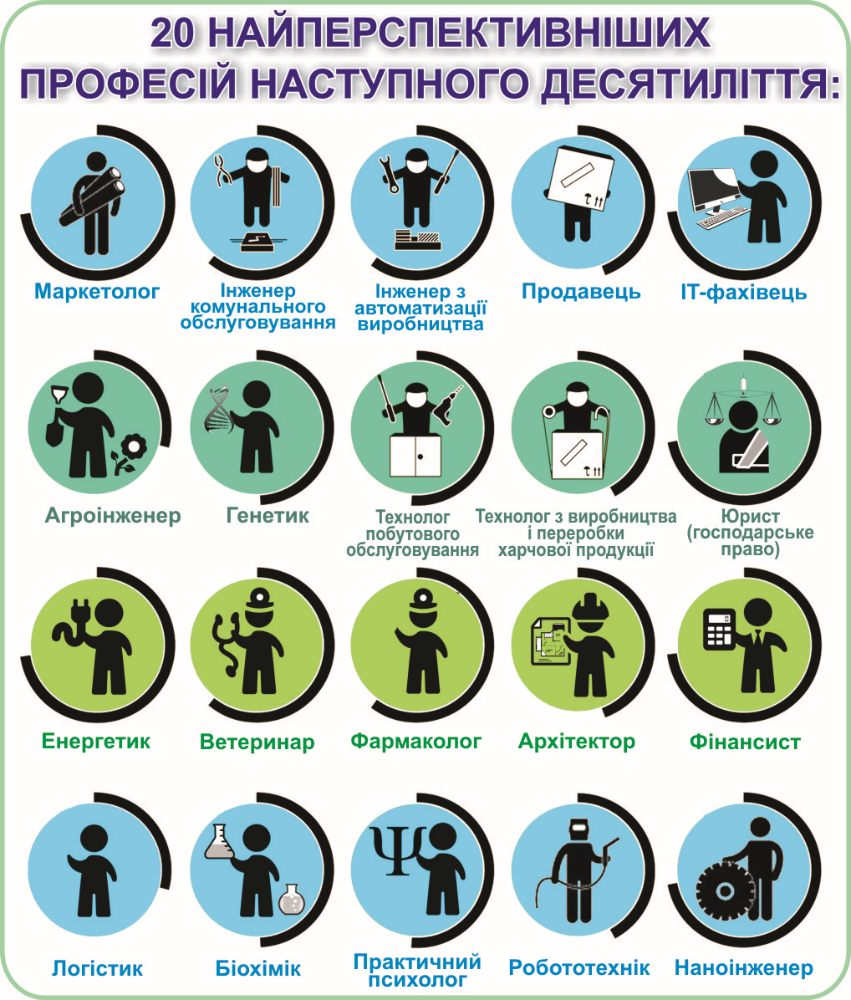 20 НАЙПЕРСПЕКТИВНІШИХ
ПРОФЕСІЙ НАСТУПНОГО ДЕСЯТИЛІТТЯ:
Маркетолог
Інженер
комунального
обслуговування
Інженер з
автоматизації
виробництва
Продавець
ІТ-фахівець
Агроінженер
Генетик
Технолог
побутового
обслуговування
Технолог з виробництва
і переробки
харчової продукції
Юрист
(господарське
право)
Енергетик
Ветеринар
Фармаколог
Архітектор
0
Фінансист
Ψ
Логістик
Біохімік
Практичний
психолог
Робототехнік
Наноінженер